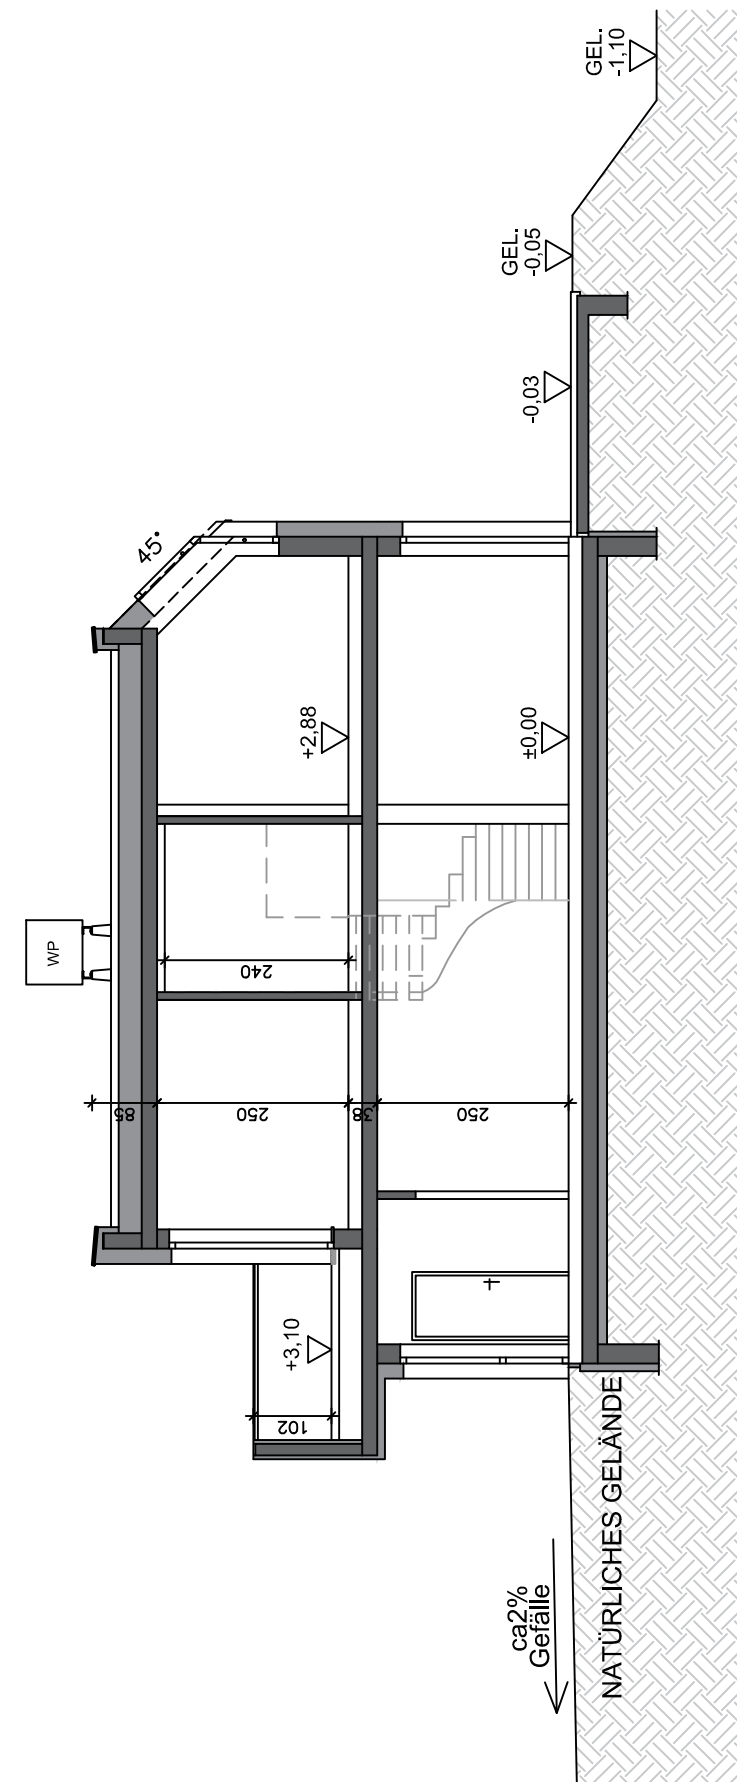 GEL.
-1,10
GEL.
-0,05
-0,03
45°
+2,88
±0,00
WP
240
85
250
38
250
+3,10
102
ca2%
Gefälle
NATÜRLICHES GELÄNDE